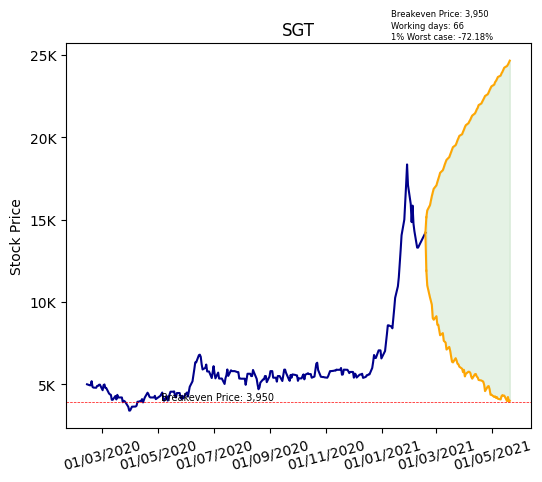 Breakeven Price: 3,950
Working days: 66
1% Worst case: -72.18%
SGT
25K
20K
15K
10K
5K
Stock Price
Breakeven Price: 3,950
01/03/2020
01/05/2020
01/07/2020
01/09/2020
01/11/2020
01/01/2021
01/03/2021
01/05/2021